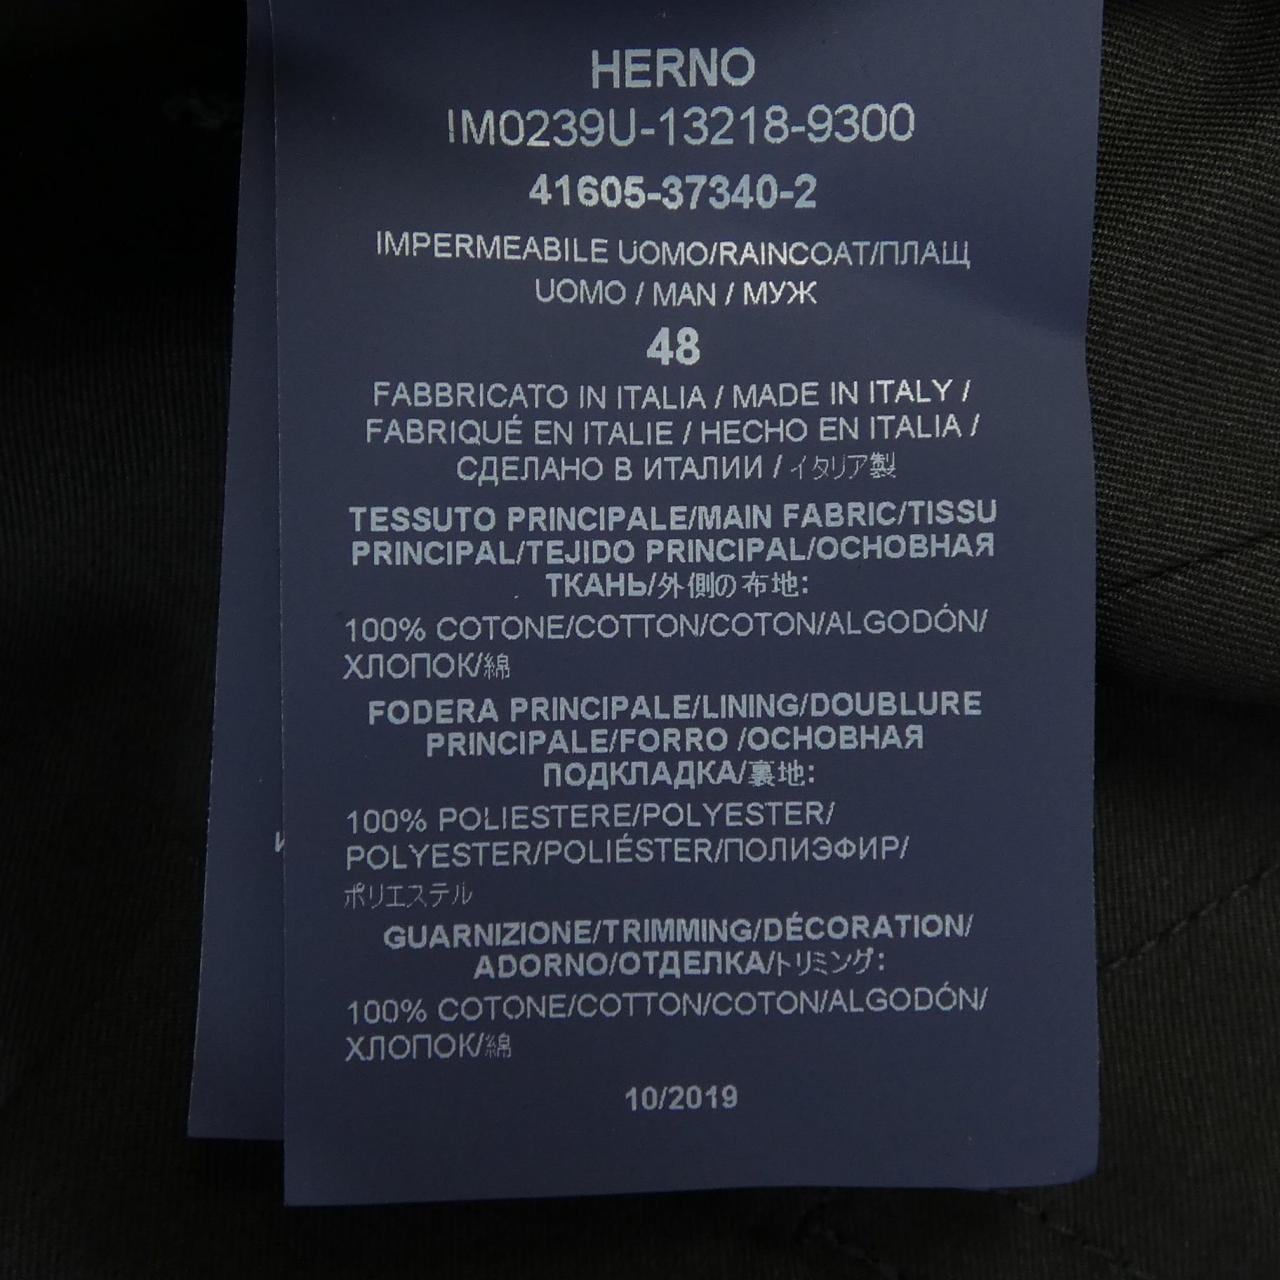 HERNO
IM0239U-13218-9300
41605-37340-2
IMPERMEABILE UOMO/RAINCOAT/ПЛАЩ
UOMO / MAN / МУЖ
48
FABBRICATO IN ITALIA / MADE IN ITALY /
FABRIQUÉ EN ITALIE / HECHO EN ITALIA /
СДЕЛАНО В ИТАЛИИ / イタリア製
TESSUTO PRINCIPALE/MAIN FABRIC/TISSU
PRINCIPAL/TEJIDO PRINCIPAL/ОСНОВНАЯ
ТКАНЬ/外側の布地:
100% COTONE/COTTON/COTON/ALGODÓN/
ХЛОПОК/綿
FODERA PRINCIPALE/LINING/DOUBLURE
PRINCIPALE/FORRO /ОСНОВНАЯ
ПОДКЛАДКА/裏地:
100% POLIESTERE/POLYESTER/
POLYESTER/POLIÉSTER/ПОЛИЭФИР/
ポリエステル
GUARNIZIONE/TRIMMING/DÉCORATION/
ADORNO/ОТДЕЛКА/トリミング:
100% COTONE/COTTON/COTON/ALGODÓN/
ХЛОПОК/綿
10/2019